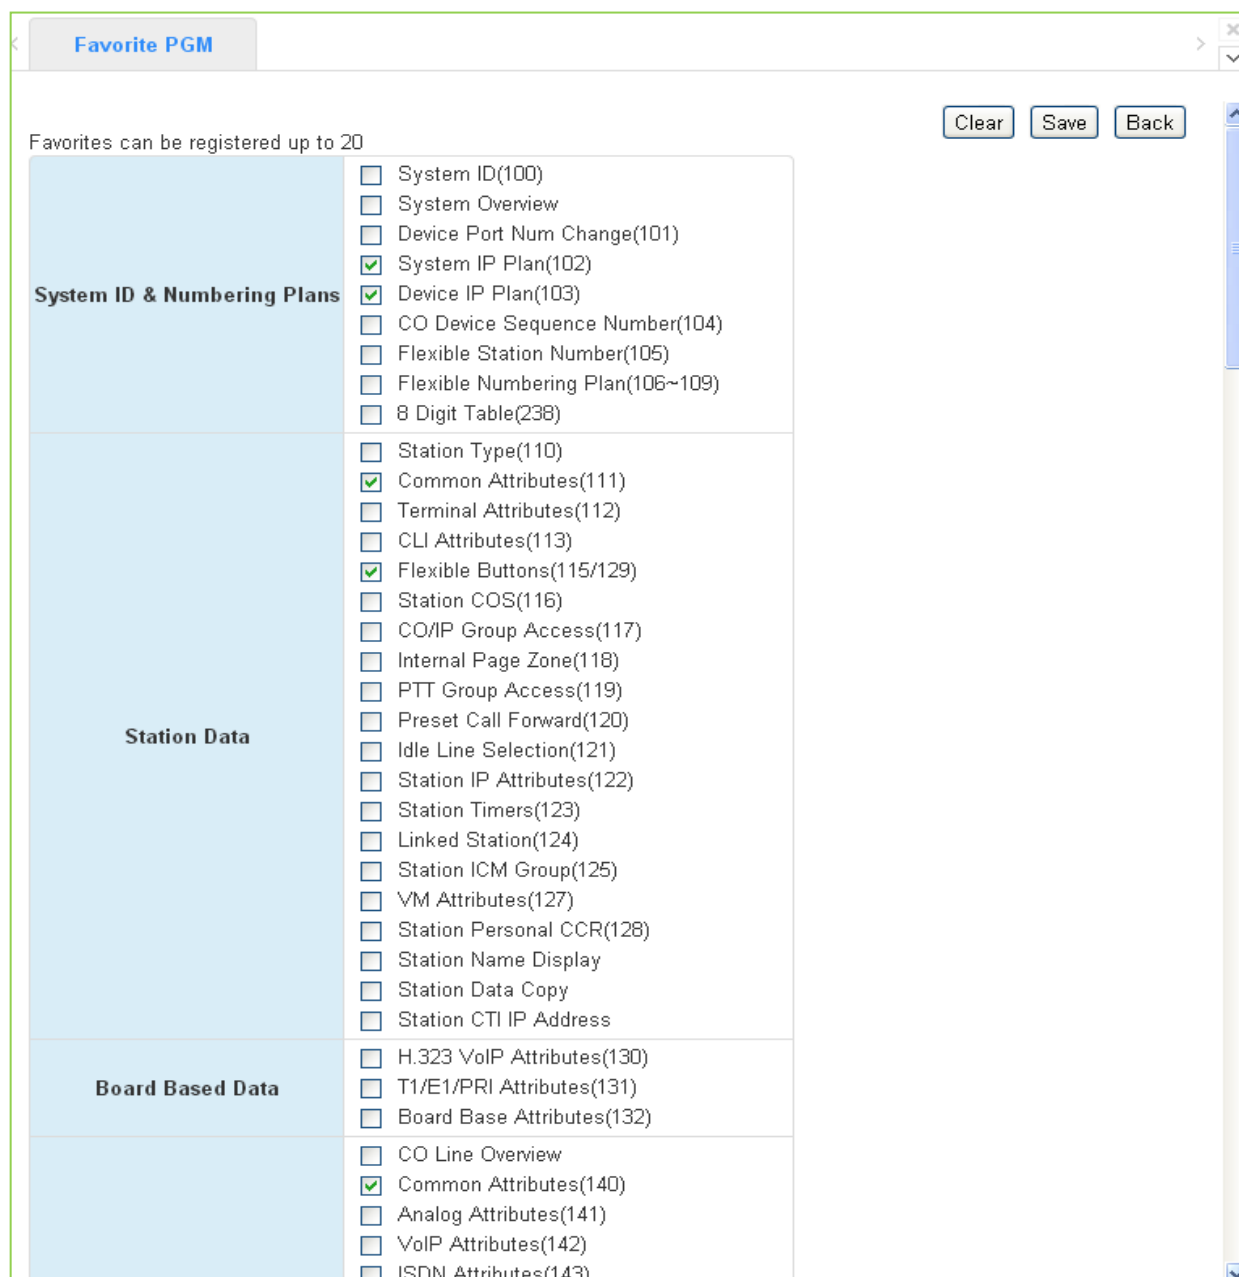 Favorite PGM
Clear Save Back
Favorites can be registered up to 20
System ID & Numbering Plans
System ID(100)
System Overview
Device Port Num Change(101)
System IP Plan(102)
Device IP Plan(103)
CO Device Sequence Number(104)
Flexible Station Number(105)
Flexible Numbering Plan(106~109)
8 Digit Table(238)
Station Data
Station Type(110)
Common Attributes(111)
Terminal Attributes(112)
CLI Attributes(113)
Flexible Buttons(115/129)
Station COS(116)
CO/IP Group Access(117)
Internal Page Zone(118)
PTT Group Access(119)
Preset Call Forward(120)
Idle Line Selection(121)
Station IP Attributes(122)
Station Timers(123)
Linked Station(124)
Station ICM Group(125)
VM Attributes(127)
Station Personal CCR(128)
Station Name Display
Station Data Copy
Station CTI IP Address
Board Based Data
H.323 VoIP Attributes(130)
T1/E1/PRI Attributes(131)
Board Base Attributes(132)
CO Line Overview
Common Attributes(140)
Analog Attributes(141)
VoIP Attributes(142)
ISDN Attributes(143)